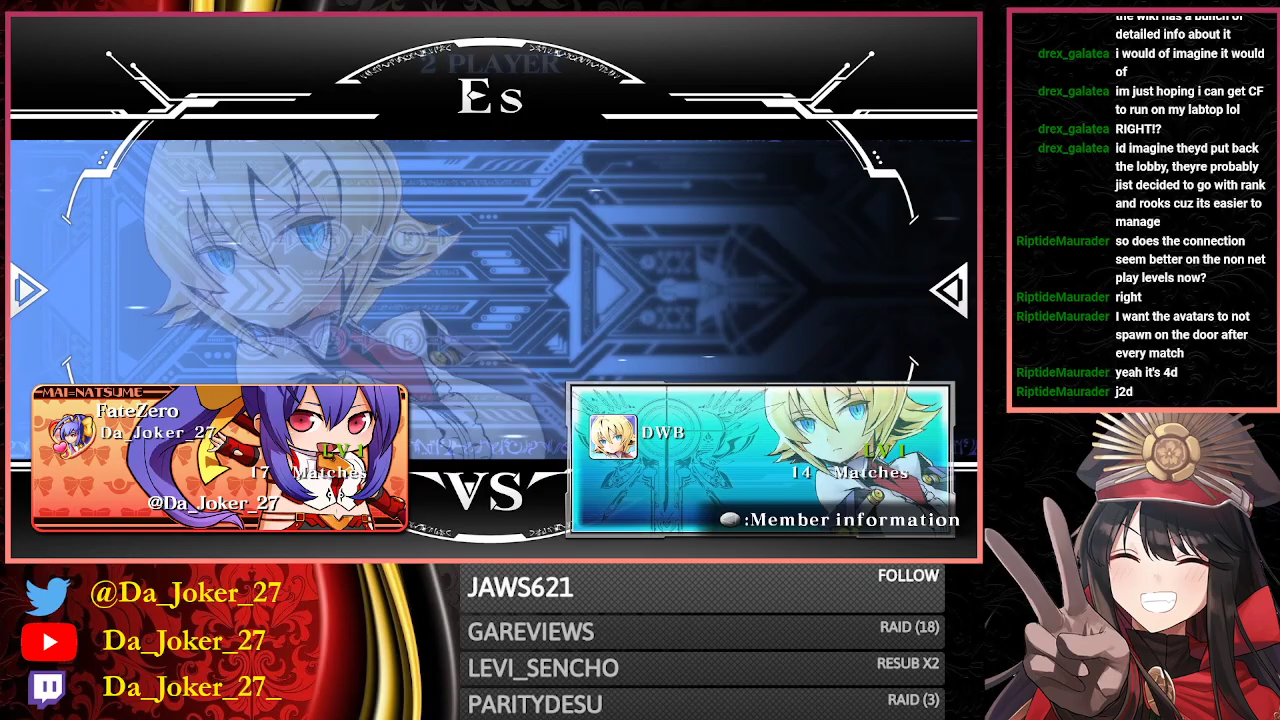 2 PLAYER
Es
MAI=NATSUME
FateZero
Da_Joker_27
LV 1
17 Matches
@Da_Joker_27
VS
DWB
LV 1
14 Matches
:Member information
detailed info about it
drex_galatea i would of imagine it would
of
drex_galatea im just hoping i can get CF
to run on my labtop lol
drex_galatea RIGHT!?
drex_galatea id imagine theyd put back
the lobby, theyre probably
jist decided to go with rank
and rooks cuz its easier to
manage
RiptideMaurader so does the connection
seem better on the non net
play levels now?
RiptideMaurader right
RiptideMaurader I want the avatars to not
spawn on the door after
every match
RiptideMaurader yeah it's 4d
RiptideMaurader j2d
@Da_Joker_27
Da_Joker_27
Da_Joker_27_
JAWS621 FOLLOW
GAREVIEWS RAID (18)
LEVI_SENCHO RESUB X2
PARITYDESU RAID (3)